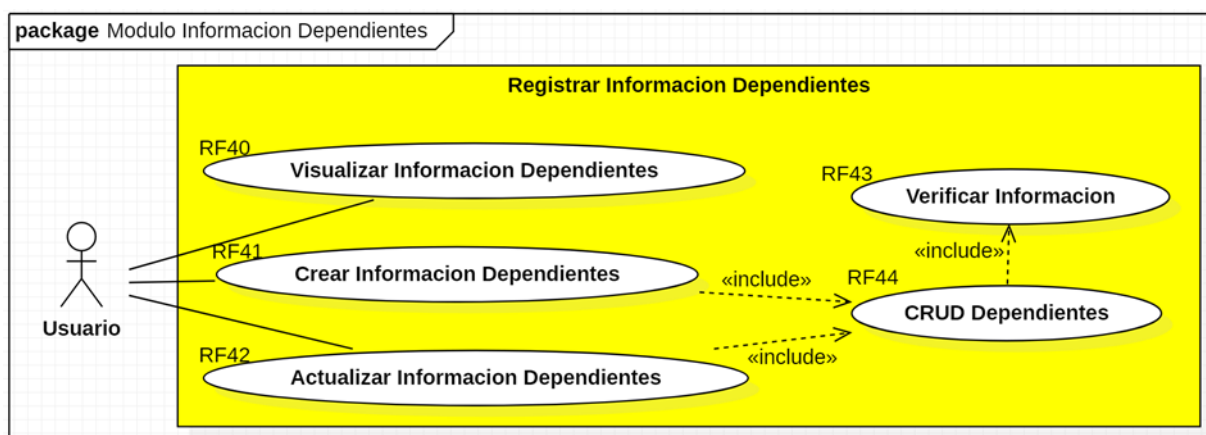 package Modulo Informacion Dependientes
Registrar Informacion Dependientes
RF40
Visualizar Informacion Dependientes
RF43
Verificar Informacion
RF41
Crear Informacion Dependientes
«include»
«include»
RF44
CRUD Dependientes
Usuario
RF42
Actualizar Informacion Dependientes
«include»